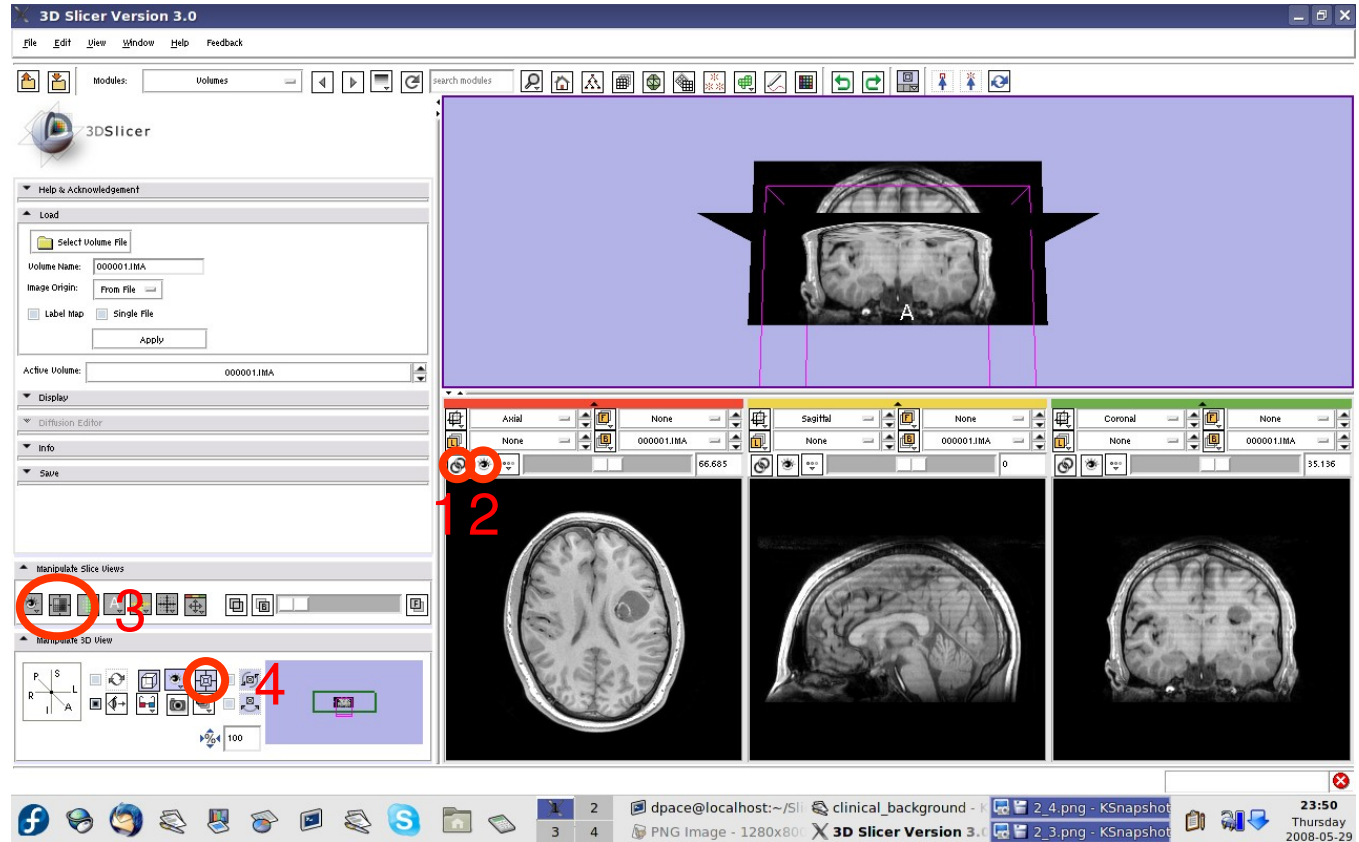 3D Slicer Version 3.0
File Edit View Window Help Feedback
Modules: Volumes search modules
3DSlicer
Help & Acknowledgement
Load
Select Volume File
Volume Name: 000001.IMA
Image Origin: From File
Label Map Single File
Apply
Active Volume: 000001.IMA
Display
Diffusion Editor
Info
Save
A
Axial F None Sagittal F None Coronal F None
L None B 000001.IMA L None B 000001.IMA L None B 000001.IMA
66.685 0 35.136
1 2
Manipulate Slice Views
3
B F
Manipulate 3D View
4
P S
R L
I A
% 100
1 2 dpace@localhost:~/Sli clinical_background - K 2_4.png - KSnapshot 23:50
3 4 PNG Image - 1280x800 3D Slicer Version 3.0 2_3.png - KSnapshot Thursday
2008-05-29